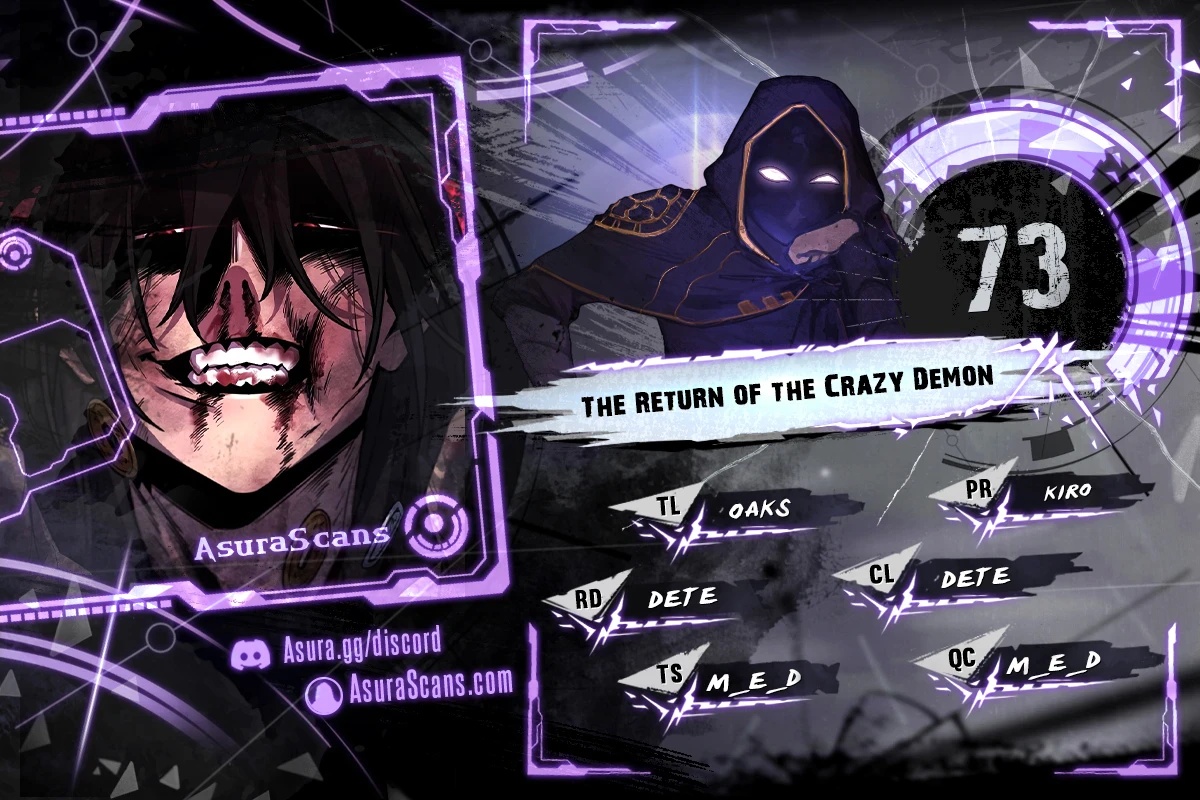 73
THE RETURN OF THE CRAZY DEMON
TL OAKS
PR KIRO
RD DETE
CL DETE
TS M_E_D
QC M_E_D
AsuraScans
Asura.gg/discord
AsuraScans.com